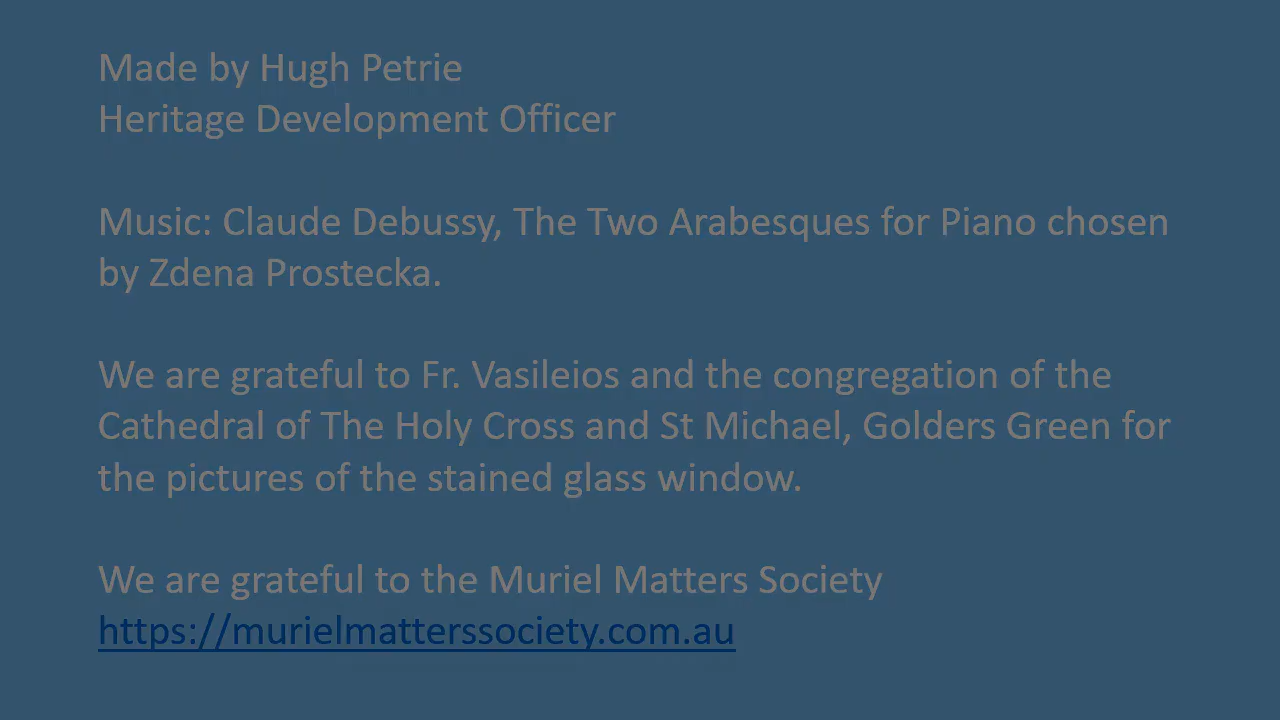 Made by Hugh Petrie
Heritage Development Officer
Music: Claude Debussy, The Two Arabesques for Piano chosen
by Zdena Prostecka.
We are grateful to Fr. Vasileios and the congregation of the
Cathedral of The Holy Cross and St Michael, Golders Green for
the pictures of the stained glass window.
We are grateful to the Muriel Matters Society
https://murielmatterssociety.com.au